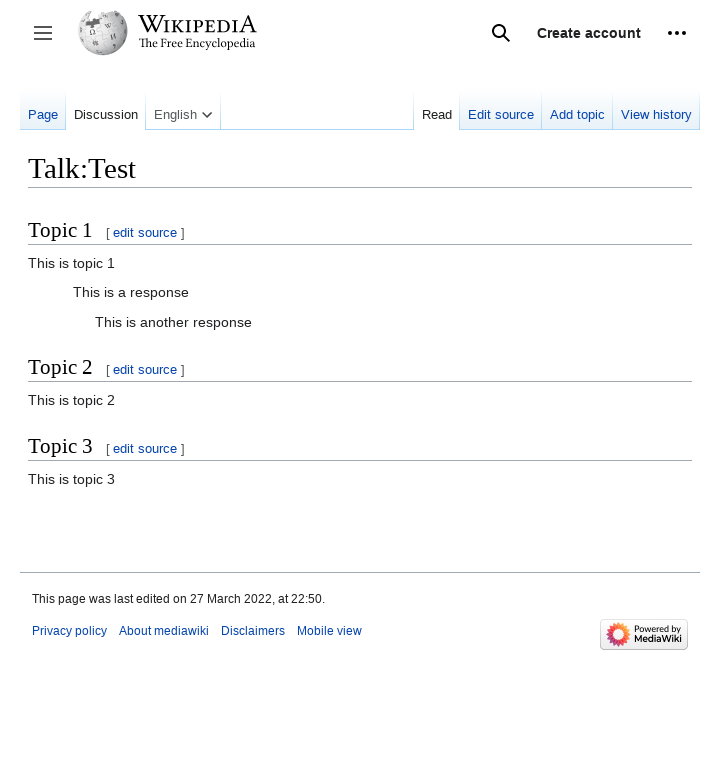 WIKIPEDIA
The Free Encyclopedia
Create account
Page Discussion English Read Edit source Add topic View history
Talk:Test
Topic 1 [ edit source ]
This is topic 1
This is a response
This is another response
Topic 2 [ edit source ]
This is topic 2
Topic 3 [ edit source ]
This is topic 3
This page was last edited on 27 March 2022, at 22:50.
Privacy policy About mediawiki Disclaimers Mobile view
Powered by
MediaWiki